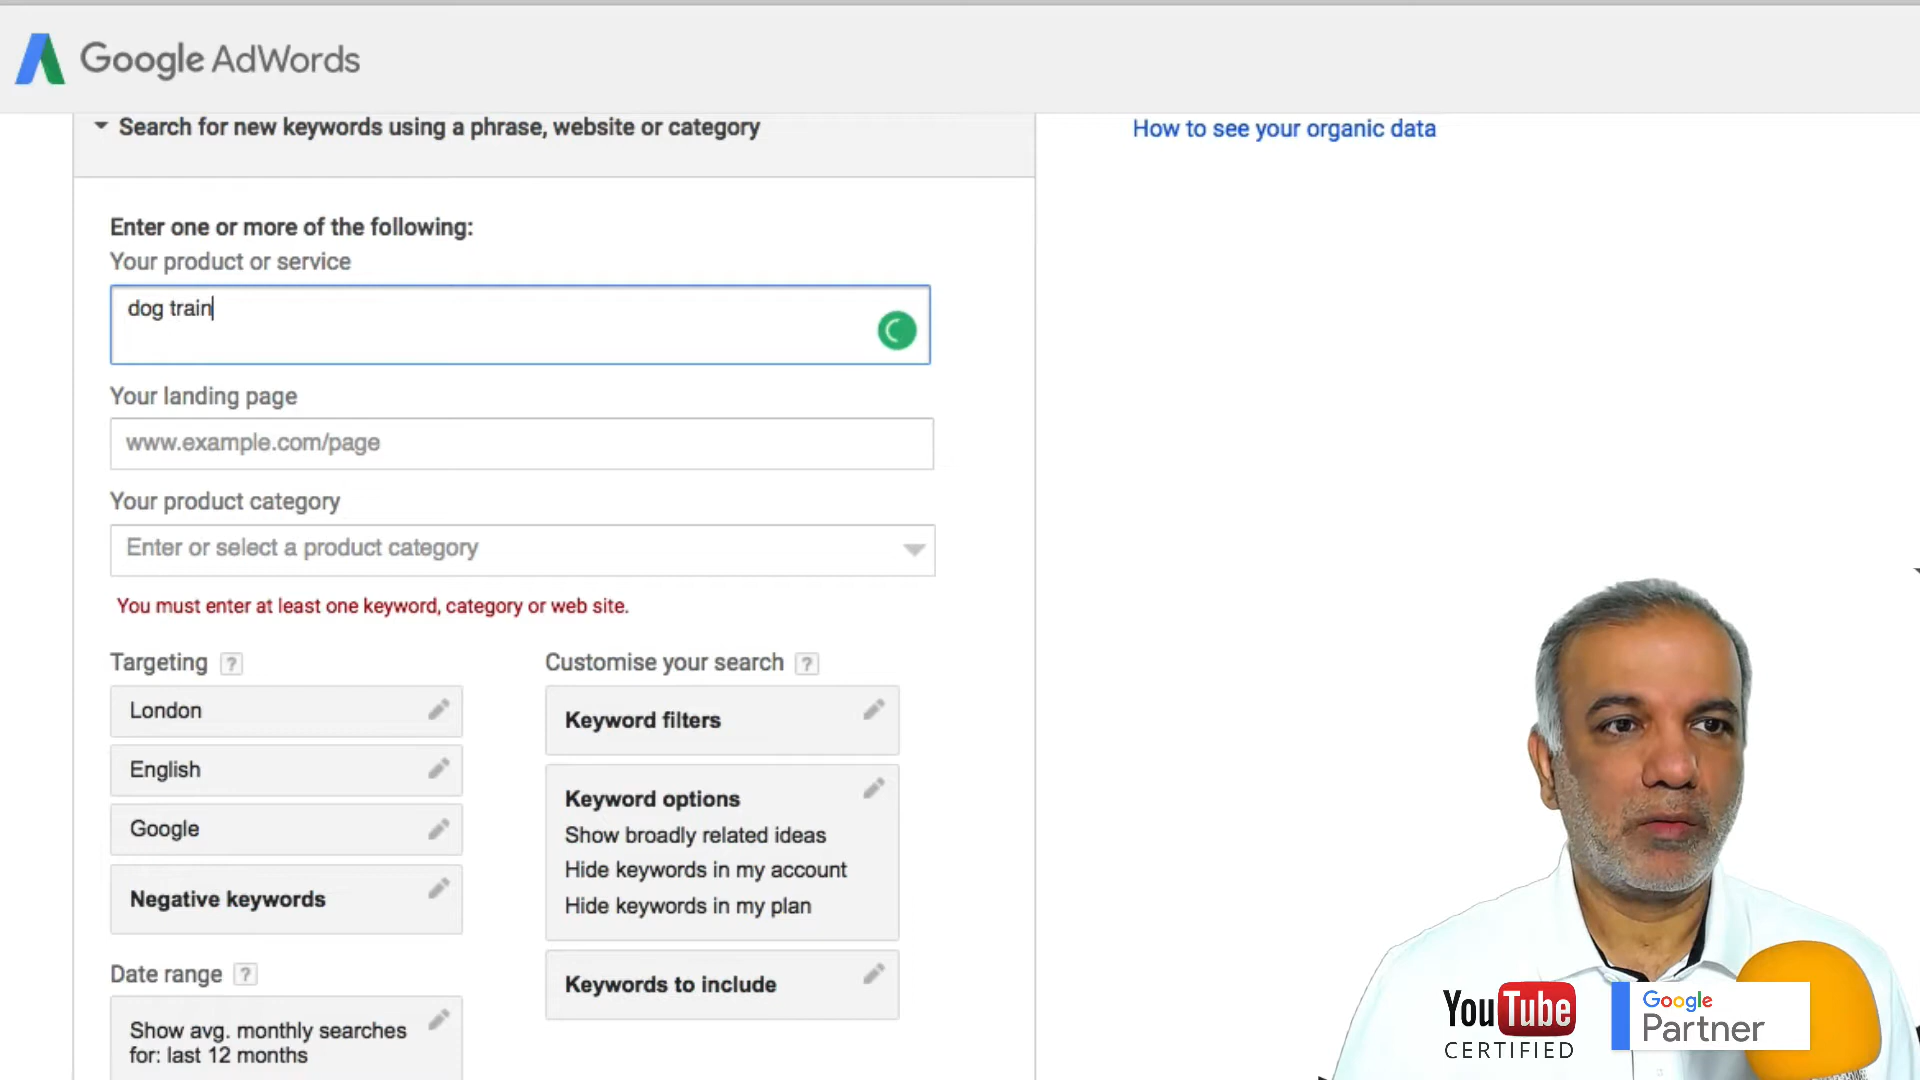 Google AdWords
Search for new keywords using a phrase, website or category
How to see your organic data
Enter one or more of the following:
Your product or service
dog train
Your landing page
www.example.com/page
Your product category
Enter or select a product category
You must enter at least one keyword, category or web site.
Targeting ?
Customise your search ?
London
Keyword filters
English
Keyword options
Show broadly related ideas
Google
Hide keywords in my account
Negative keywords
Hide keywords in my plan
Date range ?
Keywords to include
Show avg. monthly searches
for: last 12 months
YouTube
CERTIFIED
Google
Partner